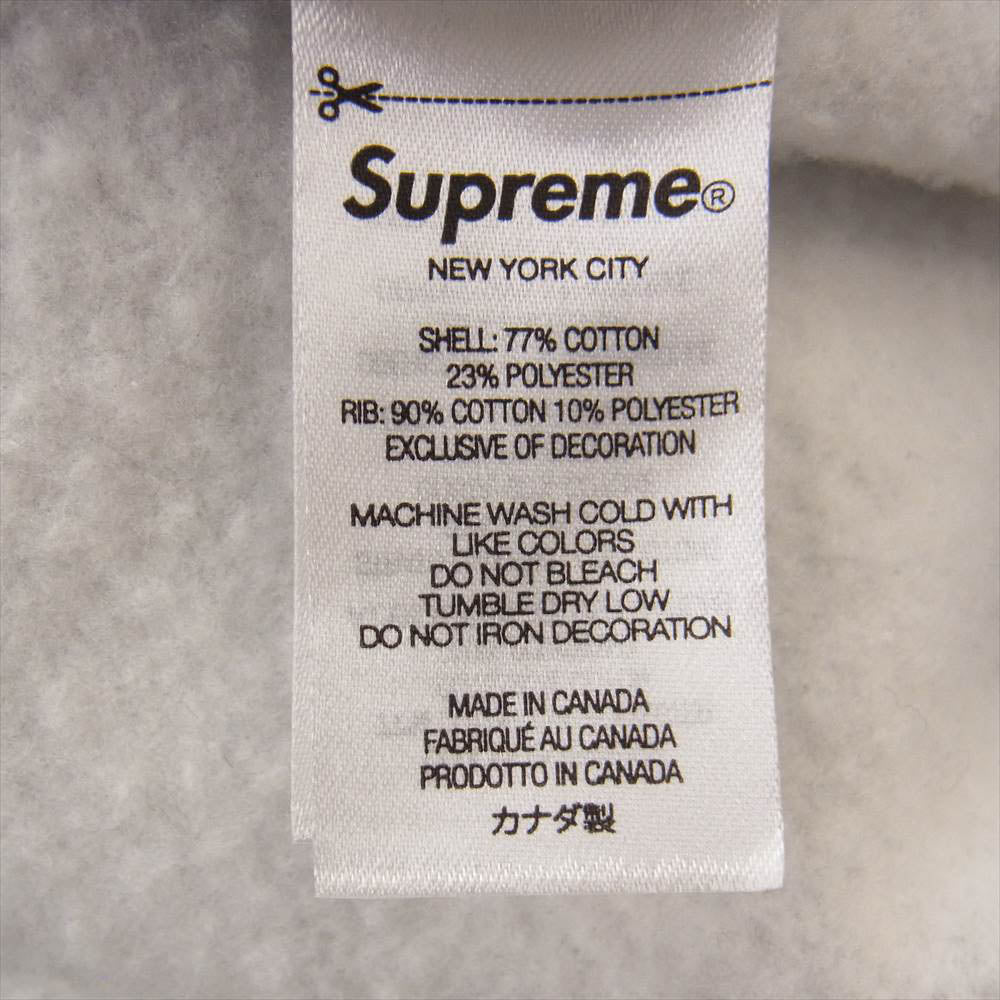 Supreme®
NEW YORK CITY
SHELL: 77% COTTON
23% POLYESTER
RIB: 90% COTTON 10% POLYESTER
EXCLUSIVE OF DECORATION
MACHINE WASH COLD WITH
LIKE COLORS
DO NOT BLEACH
TUMBLE DRY LOW
DO NOT IRON DECORATION
MADE IN CANADA
FABRIQUÉ AU CANADA
PRODOTTO IN CANADA
カナダ製